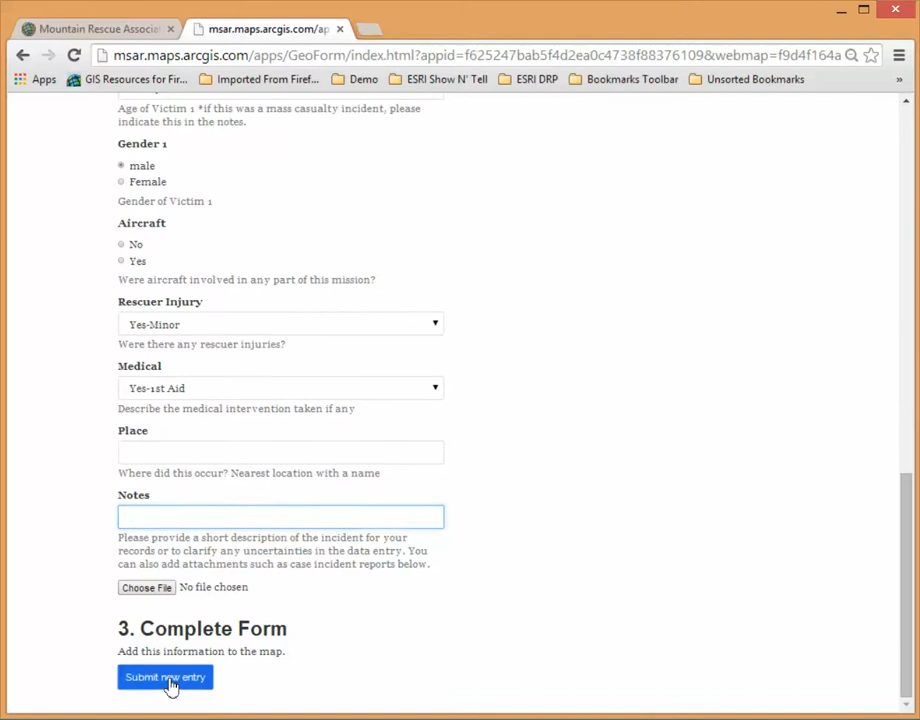 Mountain Rescue Associat
msar.maps.arcgis.com/ap
msar.maps.arcgis.com/apps/GeoForm/index.html?appid=f625247bab5f4d2ea0c4738f88376109&webmap=f9d4f164a
Apps GIS Resources for Fir... Imported From Firef... Demo ESRI Show N' Tell ESRI DRP Bookmarks Toolbar Unsorted Bookmarks »
Age of Victim 1 *if this was a mass casualty incident, please
indicate this in the notes.
Gender 1
male
Female
Gender of Victim 1
Aircraft
No
Yes
Were aircraft involved in any part of this mission?
Rescuer Injury
Yes-Minor
Were there any rescuer injuries?
Medical
Yes-1st Aid
Describe the medical intervention taken if any
Place
Where did this occur? Nearest location with a name
Notes
Please provide a short description of the incident for your
records or to clarify any uncertainties in the data entry. You
can also add attachments such as case incident reports below.
Choose File No file chosen
3. Complete Form
Add this information to the map.
Submit new entry